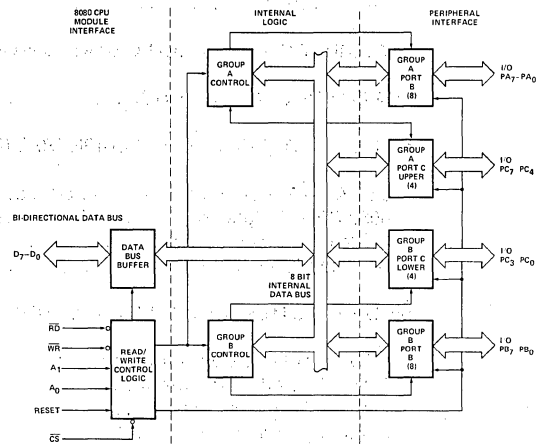 8080 CPU
MODULE
INTERFACE
INTERNAL
LOGIC
PERIPHERAL
INTERFACE
GROUP
A
CONTROL
GROUP
A
PORT
B
(8)
I/O
PA7-PA0
GROUP
A
PORT C
UPPER
(4)
I/O
PC7 PC4
BI-DIRECTIONAL DATA BUS
D7-D0
DATA
BUS
BUFFER
8 BIT
INTERNAL
DATA BUS
GROUP
B
PORT C
LOWER
(4)
I/O
PC3 PC0
RD
WR
A1
A0
RESET
CS
READ/
WRITE
CONTROL
LOGIC
GROUP
B
CONTROL
GROUP
B
PORT
B
(8)
I O
PB7 PB0